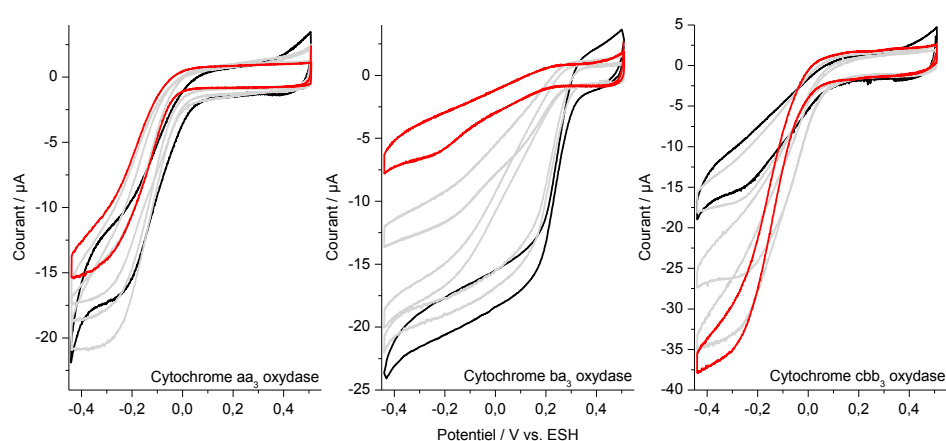 0
-5
-10
-15
-20
Courant / µA
-0,4 -0,2 0,0 0,2 0,4
Cytochrome aa₃ oxydase
0
-5
-10
-15
-20
-25
Courant / µA
-0,4 -0,2 0,0 0,2 0,4
Cytochrome ba₃ oxydase
5
0
-5
-10
-15
-20
-25
-30
-35
-40
Courant / µA
-0,4 -0,2 0,0 0,2 0,4
Cytochrome cbb₃ oxydase
Potentiel / V vs. ESH